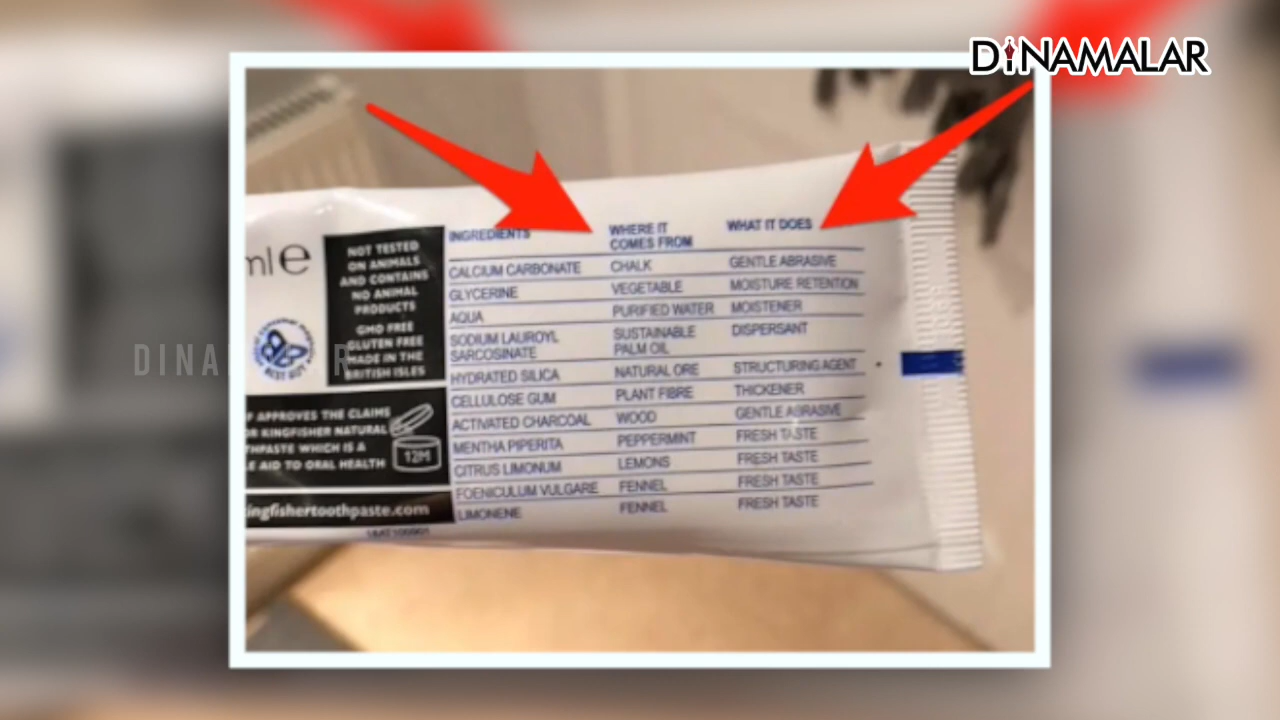 DiNAMALAR
INGREDIENTS WHERE IT COMES FROM WHAT IT DOES
CALCIUM CARBONATE CHALK GENTLE ABRASIVE
GLYCERINE VEGETABLE MOISTURE RETENTION
AQUA PURIFIED WATER MOISTENER
SODIUM LAUROYL SARCOSINATE SUSTAINABLE PALM OIL DISPERSANT
HYDRATED SILICA NATURAL ORE STRUCTURING AGENT
CELLULOSE GUM PLANT FIBRE THICKENER
ACTIVATED CHARCOAL WOOD GENTLE ABRASIVE
MENTHA PIPERITA PEPPERMINT FRESH TASTE
CITRUS LIMONUM LEMONS FRESH TASTE
FOENICULUM VULGARE FENNEL FRESH TASTE
LIMONENE FENNEL FRESH TASTE
ml e
NOT TESTED
ON ANIMALS
AND CONTAINS
NO ANIMAL
PRODUCTS
GMO FREE
GLUTEN FREE
MADE IN THE
BRITISH ISLES
BEST BUY
F APPROVES THE CLAIMS
OR KINGFISHER NATURAL
THPASTE WHICH IS A
E AID TO ORAL HEALTH
12M
ingfishertoothpaste.com